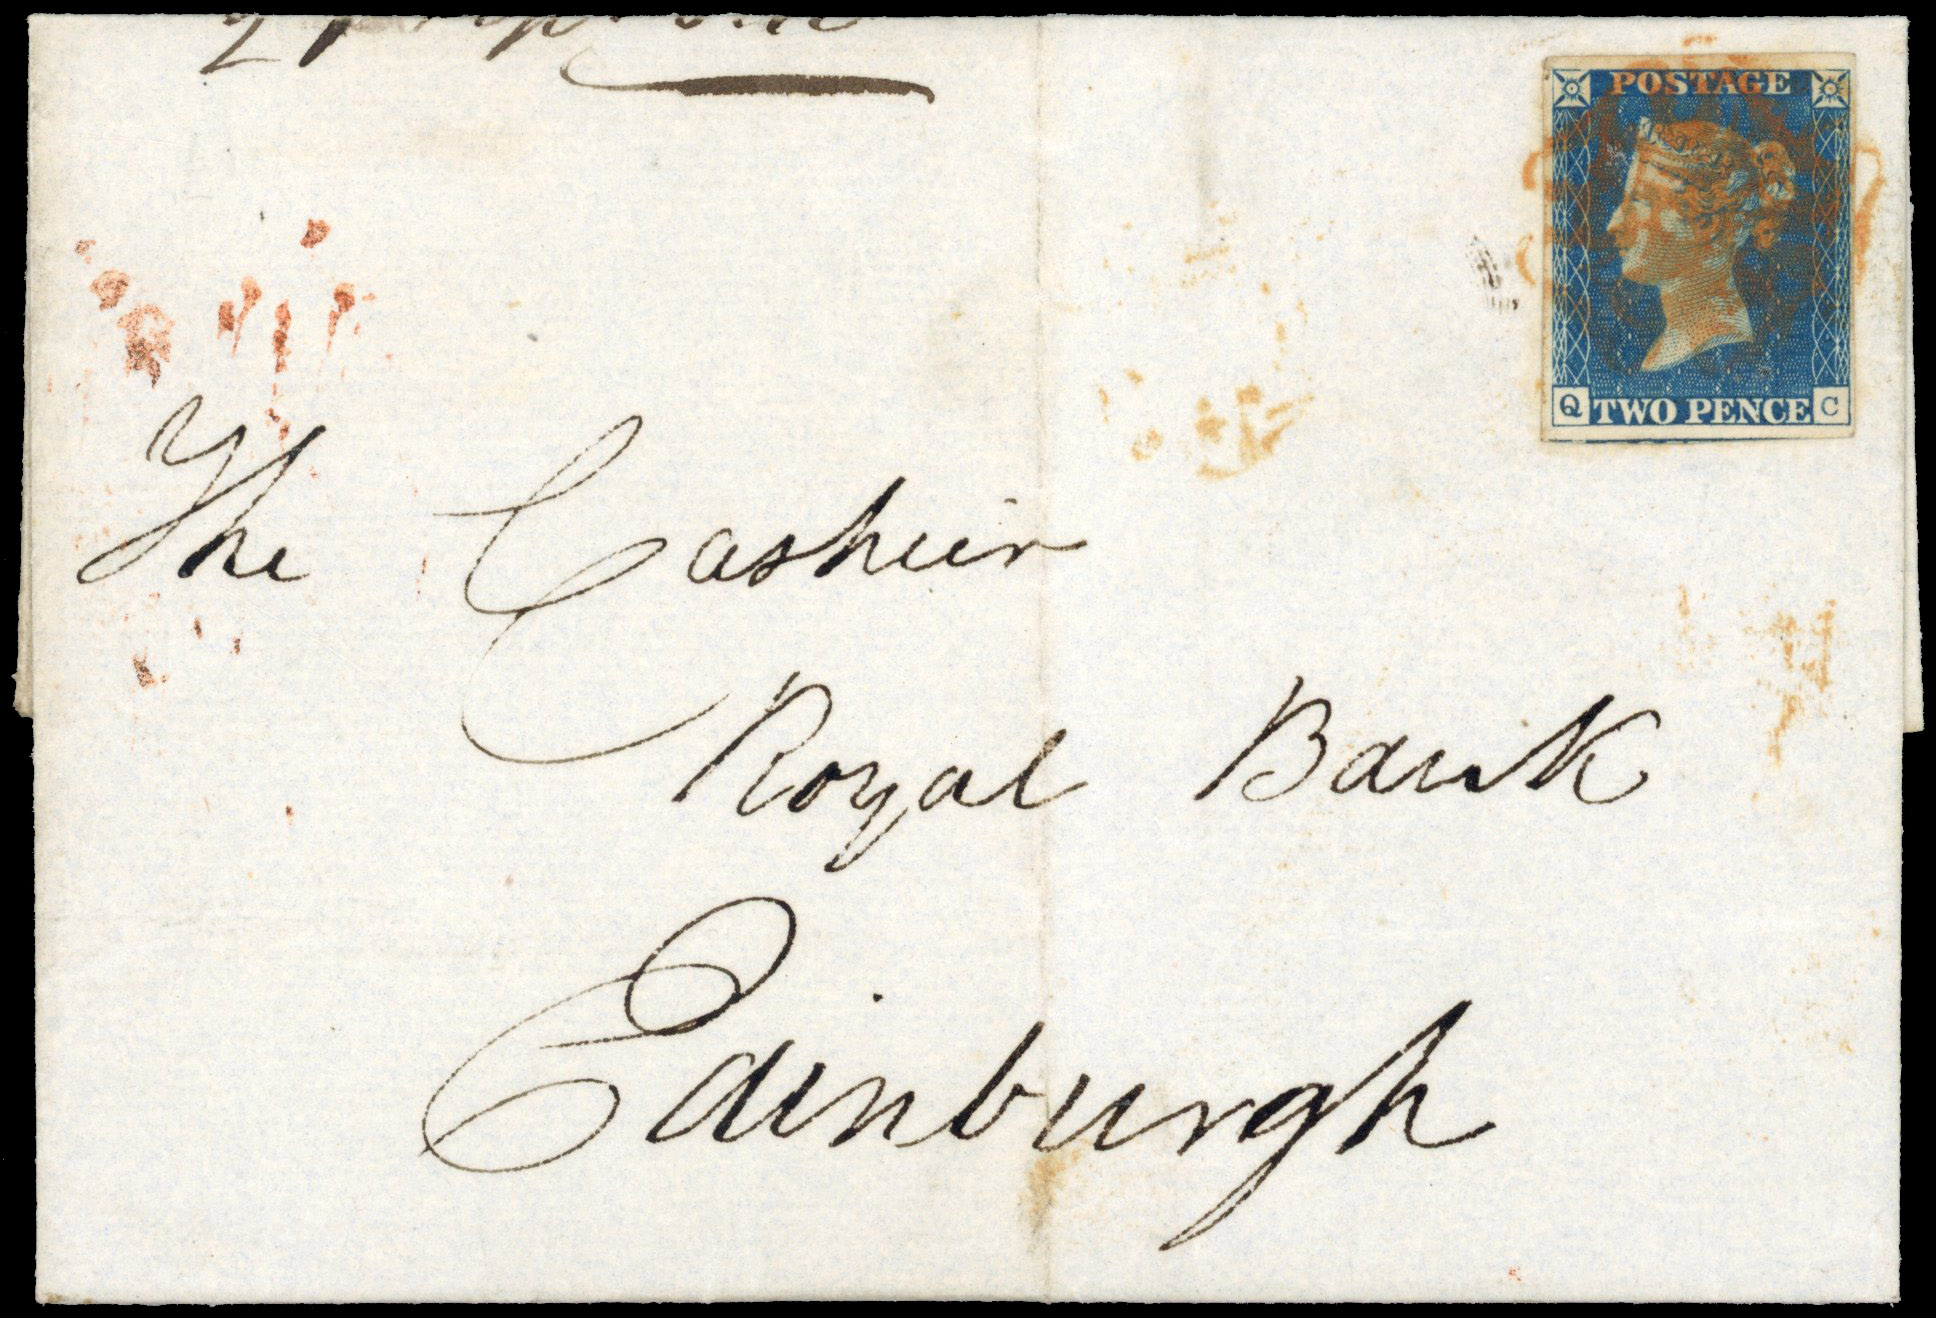 POSTAGE
Q TWO PENCE C
The Cashier
Royal Bank
Edinburgh